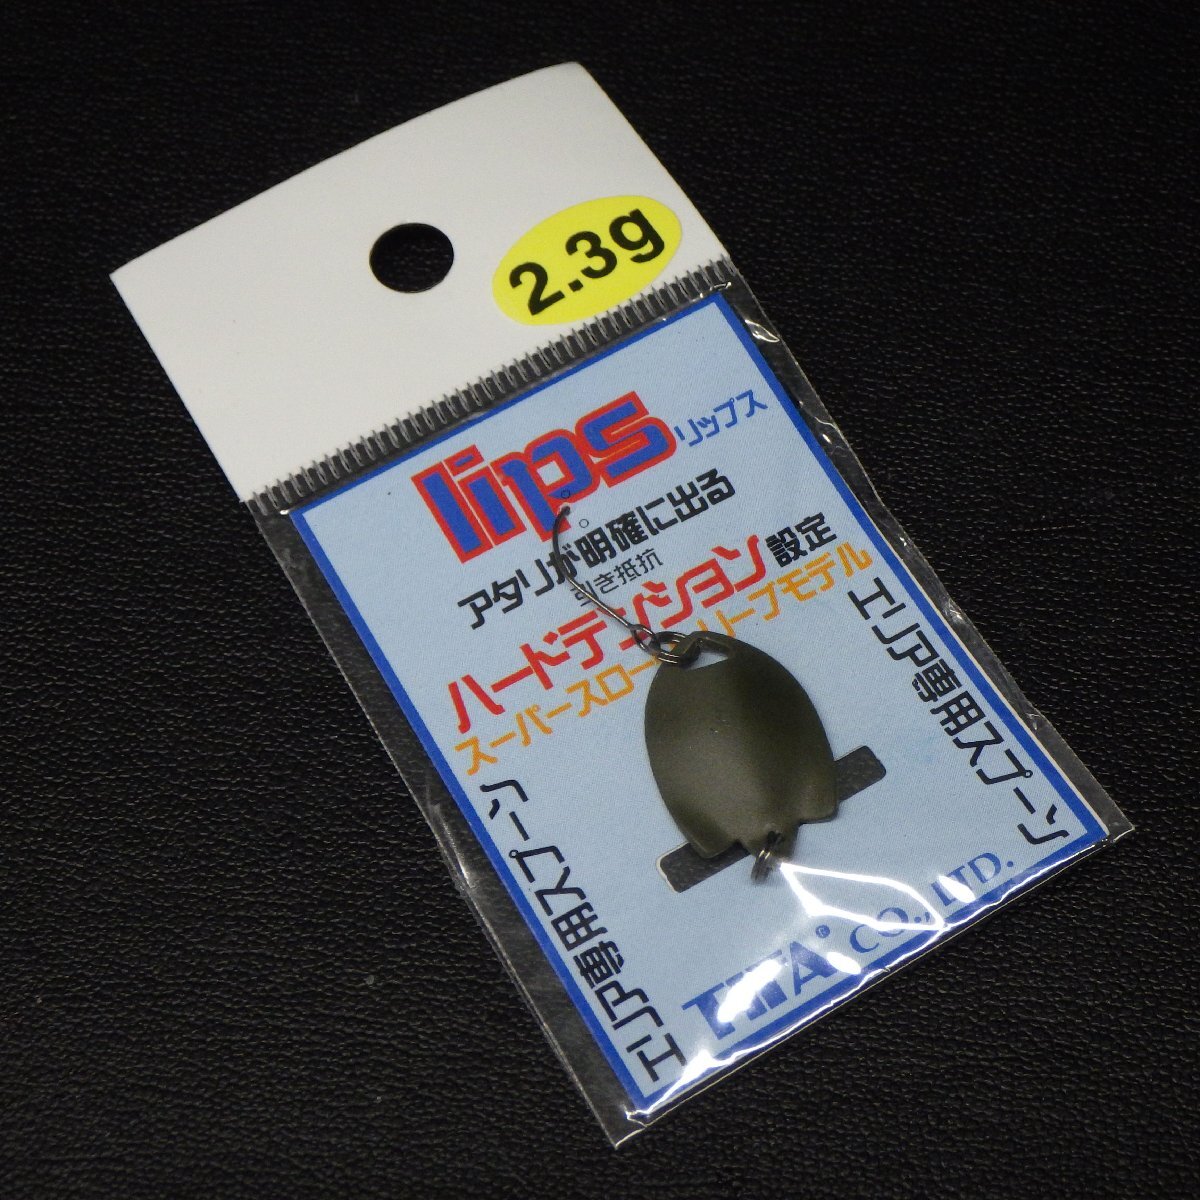 2.3g
lips リップス
アタリが明確に出る
引き抵抗
ハードテンション設定
スーパースロー リープモデル
エリア専用スプーン
エリア専用スプーン
CO., LTD.